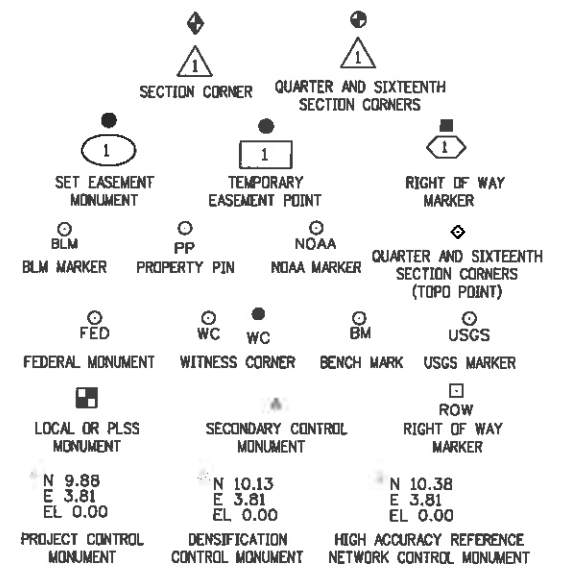 1
1
SECTION CORNER
QUARTER AND SIXTEENTH
SECTION CORNERS
1
1
1
SET EASEMENT
MONUMENT
TEMPORARY
EASEMENT POINT
RIGHT OF WAY
MARKER
BLM
PP
NOAA
BLM MARKER
PROPERTY PIN
NOAA MARKER
QUARTER AND SIXTEENTH
SECTION CORNERS
(TOPO POINT)
FED
WC
WC
BM
USGS
FEDERAL MONUMENT
WITNESS CORNER
BENCH MARK
USGS MARKER
ROW
LOCAL OR PLSS
MONUMENT
SECONDARY CONTROL
MONUMENT
RIGHT OF WAY
MARKER
N 9.88
E 3.81
EL 0.00
N 10.13
E 3.81
EL 0.00
N 10.38
E 3.81
EL 0.00
PROJECT CONTROL
MONUMENT
DENSIFICATION
CONTROL MONUMENT
HIGH ACCURACY REFERENCE
NETWORK CONTROL MONUMENT